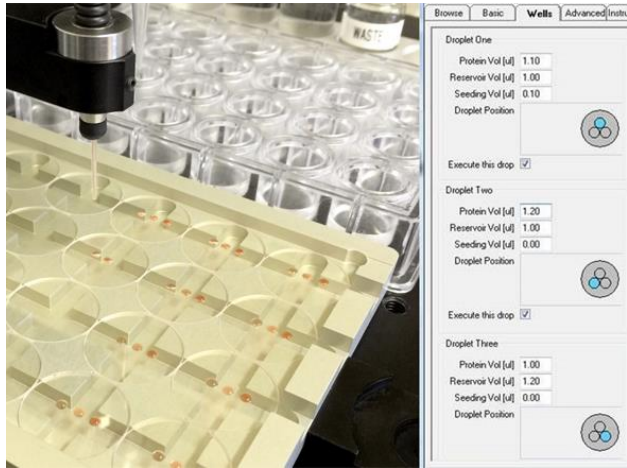 WASTE
Browse Basic Wells Advanced Instru
Droplet One
Protein Vol [ul] 1.10
Reservoir Vol [ul] 1.00
Seeding Vol [ul] 0.10
Droplet Position
Execute this drop
Droplet Two
Protein Vol [ul] 1.20
Reservoir Vol [ul] 1.00
Seeding Vol [ul] 0.00
Droplet Position
Execute this drop
Droplet Three
Protein Vol [ul] 1.00
Reservoir Vol [ul] 1.20
Seeding Vol [ul] 0.00
Droplet Position